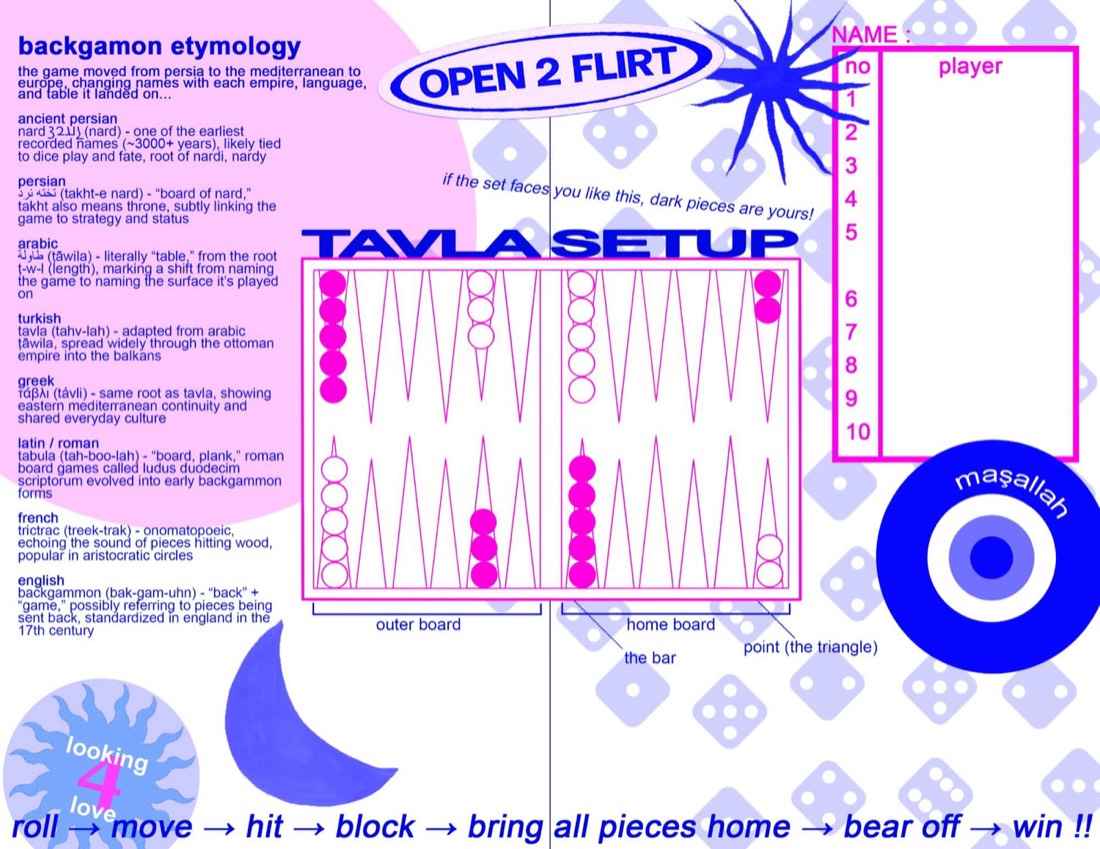 backgamon etymology
the game moved from persia to the mediterranean to
europe, changing names with each empire, language,
and table it landed on...
ancient persian
nard (nard) - one of the earliest
recorded names (~3000+ years), likely tied
to dice play and fate, root of nardi, nardy
persian
تخته نرد (takht-e nard) - “board of nard,”
takht also means throne, subtly linking the
game to strategy and status
arabic
طاولة (ṭāwila) - literally “table,” from the root
ṭ-w-l (length), marking a shift from naming
the game to naming the surface it's played
on
turkish
tavla (tahv-lah) - adapted from arabic
ṭāwila, spread widely through the ottoman
empire into the balkans
greek
τάβλι (távli) - same root as tavla, showing
eastern mediterranean continuity and
shared everyday culture
latin / roman
tabula (tah-boo-lah) - “board, plank,” roman
board games called ludus duodecim
scriptorum evolved into early backgammon
forms
french
trictrac (treek-trak) - onomatopoeic,
echoing the sound of pieces hitting wood,
popular in aristocratic circles
english
backgammon (bak-gam-uhn) - “back” +
“game,” possibly referring to pieces being
sent back, standardized in england in the
17th century
OPEN 2 FLIRT
if the set faces you like this, dark pieces are yours!
TAVLA SETUP
outer board
home board
the bar
point (the triangle)
NAME :
no player
1
2
3
4
5
6
7
8
9
10
maşallah
looking
4
love
roll → move → hit → block → bring all pieces home → bear off → win !!